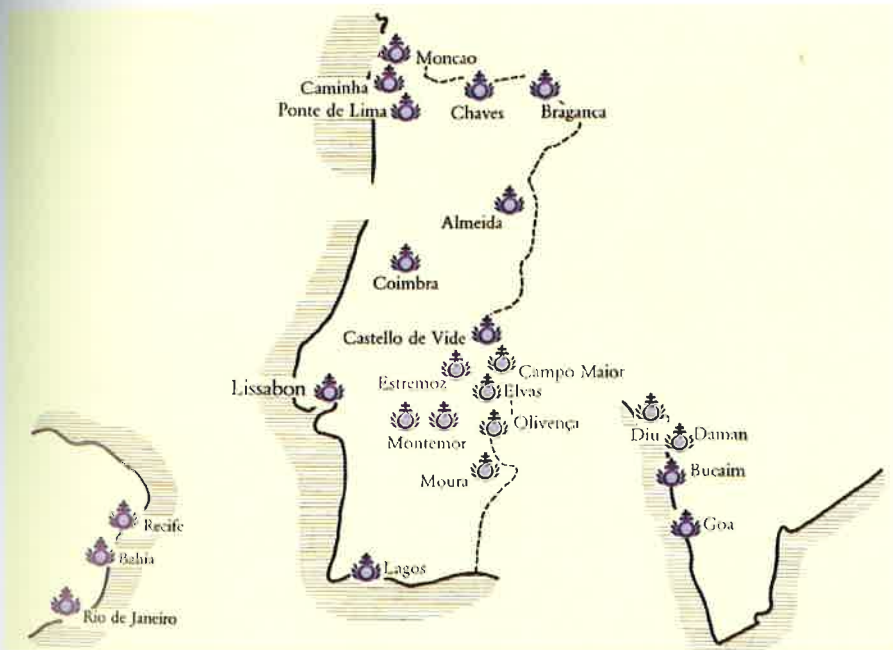 Moncao
Caminha
Ponte de Lima
Chaves
Braganca
Almeida
Coimbra
Castello de Vide
Estremoz
Campo Maior
Lissabon
Elvas
Montemor
Olivença
Moura
Lagos
Recife
Bahia
Rio de Janeiro
Diu
Daman
Bucaim
Goa